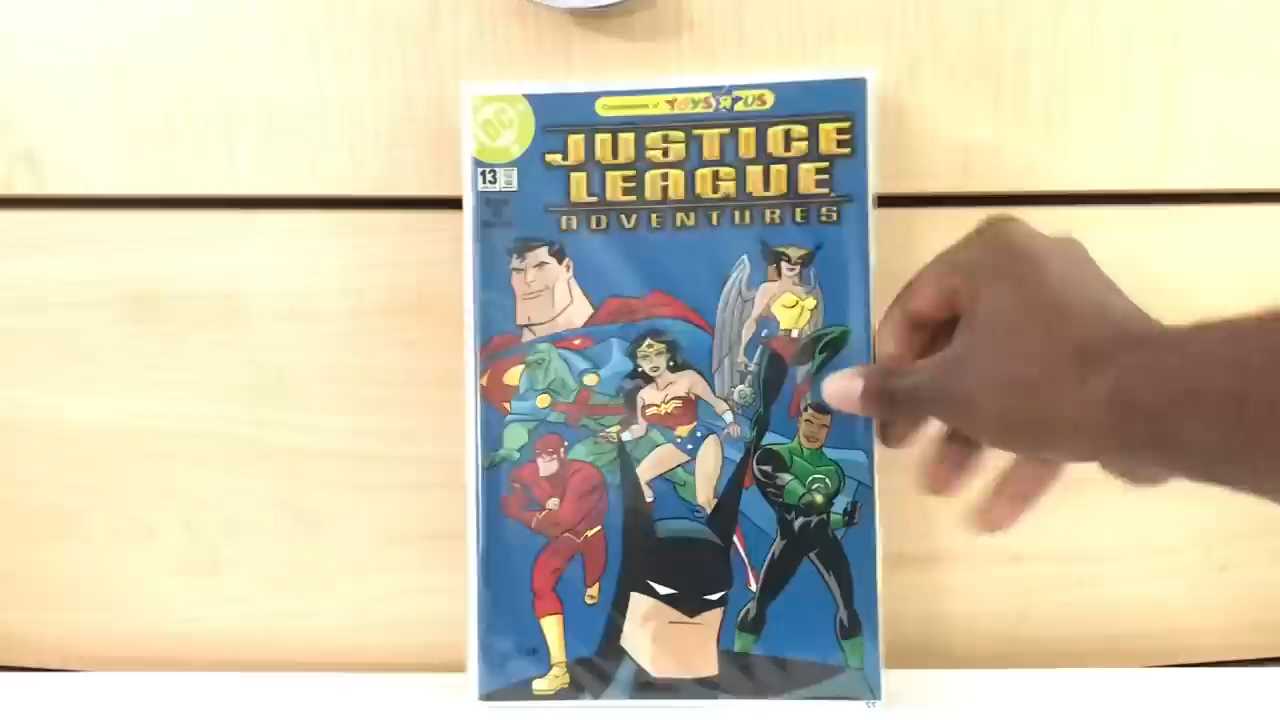 Compliments of TOYS R US
DC
JUSTICE
13
LEAGUE
ADVENTURES